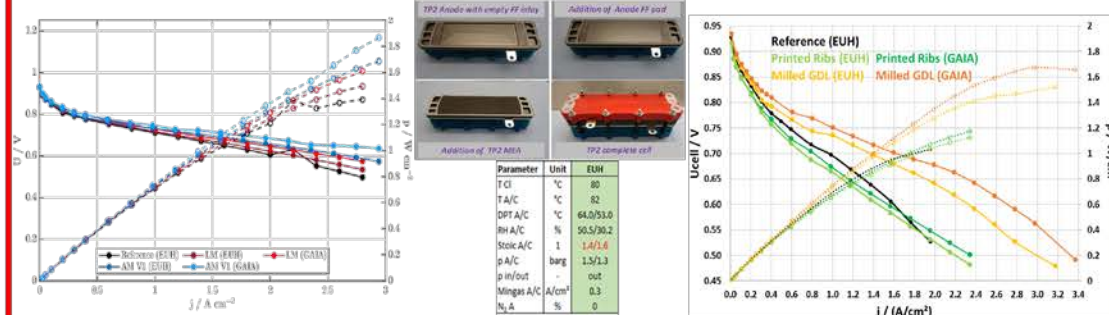 U / V
1.2
1
0.8
0.6
0.4
0.2
0
0
0.5
1
1.5
2
2.5
3
j / A cm⁻²
2
1.8
1.6
1.4
1.2
1
0.8
0.6
0.4
0.2
0
P / W cm⁻²
Reference (EUH) LM (EUH) LM (GAIA)
AM V1 (EUH) AM V1 (GAIA)
TP2 Anode with empty FF inlay
Addition of Anode FF pad
Addition of TP2 MEA
TP2 complete cell
Parameter Unit EUH
T Cl °C 80
T A/C °C 82
DPT A/C °C 64.0/53.0
RH A/C % 50.5/30.2
Stoic A/C 1 1.4/1.6
p A/C barg 1.5/1.3
p in/out - out
Mingas A/C A/cm² 0.3
N₂ A % 0
Ucell / V
0.95
0.90
0.85
0.80
0.75
0.70
0.65
0.60
0.55
0.50
0.45
Reference (EUH)
Printed Ribs (EUH) Printed Ribs (GAIA)
Milled GDL (EUH) Milled GDL (GAIA)
2
1.8
1.6
1.4
1.2
1
0.8
0.6
0.4
0.2
0
0.0 0.2 0.4 0.6 0.8 1.0 1.2 1.4 1.6 1.8 2.0 2.2 2.4 2.6 2.8 3.0 3.2 3.4
j / (A/cm²)